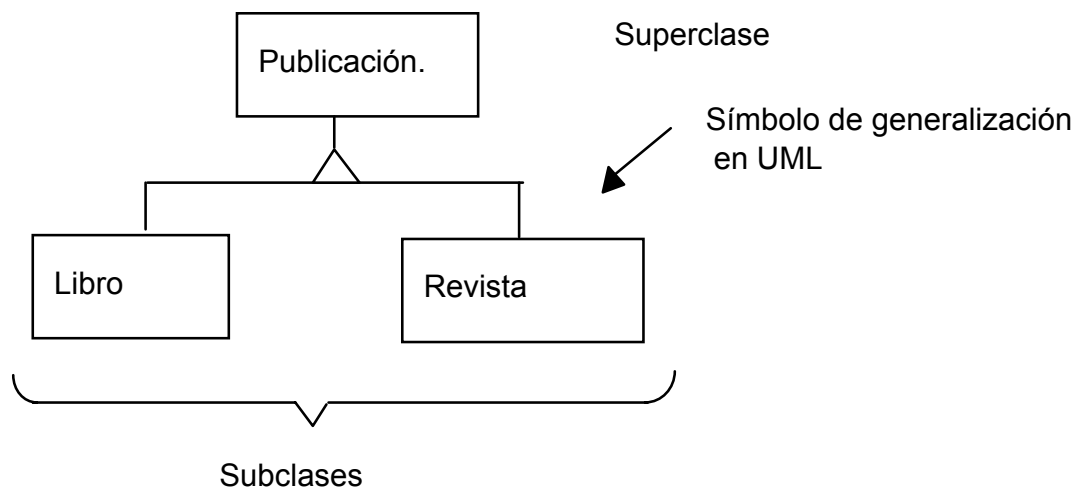 Superclase
Publicación.
Símbolo de generalización
en UML
Libro
Revista
Subclases